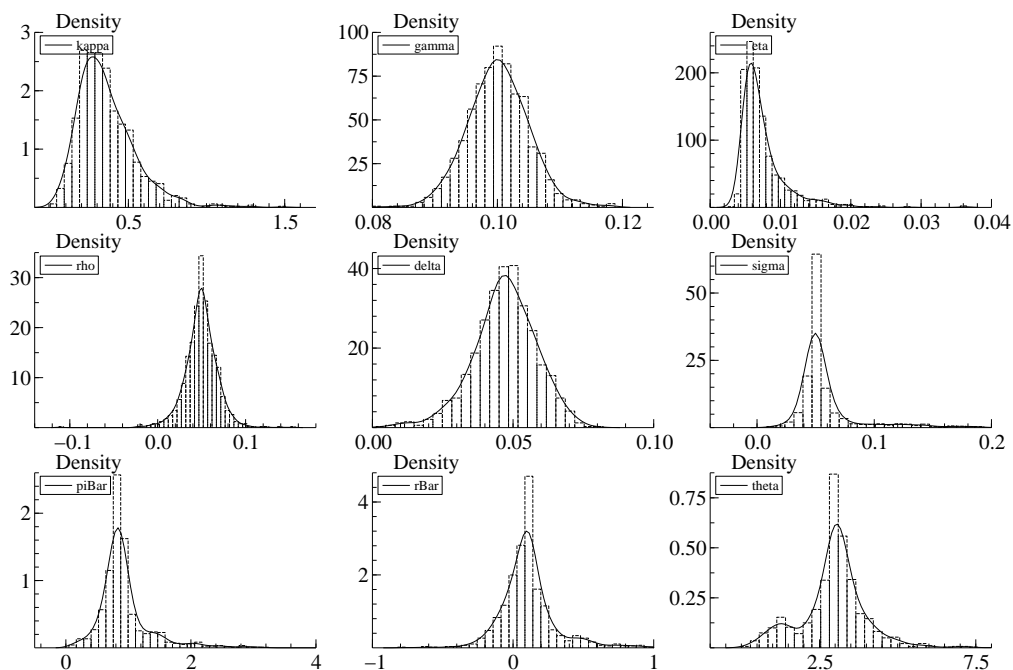 Density Density Density
kappa gamma eta
3 100
2 75 200
50
1 25 100
0.5 1.5 0.08 0.10 0.12 0.00 0.01 0.02 0.03 0.04
Density Density Density
rho delta sigma
30 40 50
20
20 25
10
−0.1 0.0 0.1 0.00 0.05 0.10 0.0 0.1 0.2
Density Density Density
piBar rBar theta
2 4 0.75
0.50
1 2 0.25
0 2 4 −1 0 1 2.5 7.5